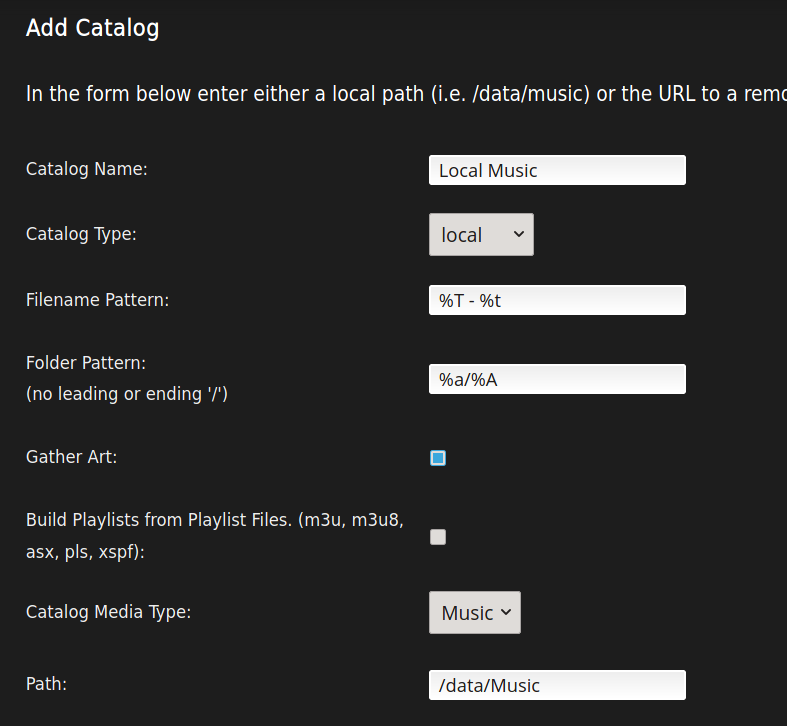 Add Catalog
In the form below enter either a local path (i.e. /data/music) or the URL to a remo
Catalog Name: Local Music
Catalog Type: local
Filename Pattern: %T - %t
Folder Pattern:
(no leading or ending '/') %a/%A
Gather Art:
Build Playlists from Playlist Files. (m3u, m3u8,
asx, pls, xspf):
Catalog Media Type: Music
Path: /data/Music